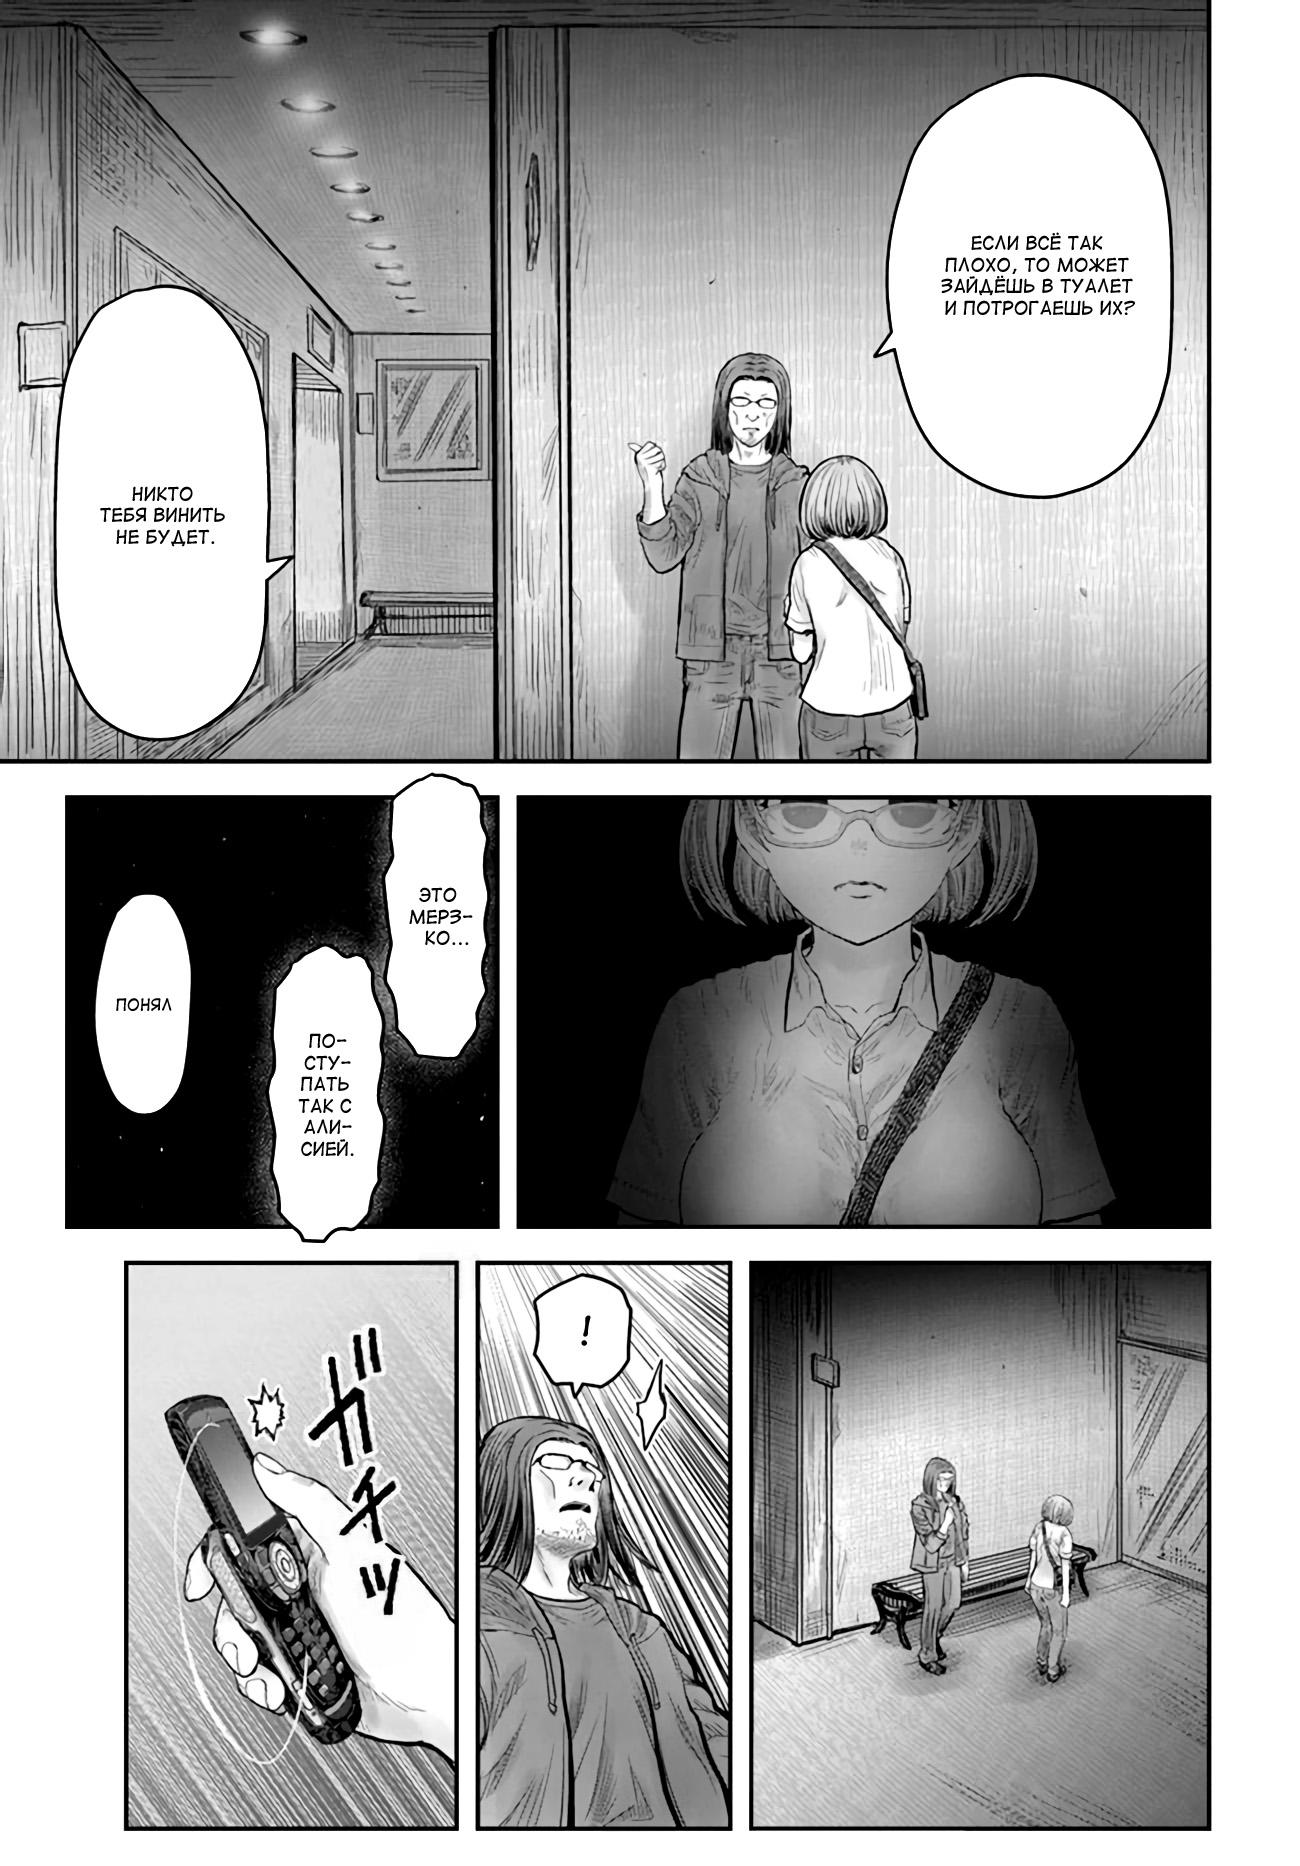 ЕСЛИ ВСЁ ТАК
ПЛОХО, ТО МОЖЕТ
ЗАЙДЁШЬ В ТУАЛЕТ
И ПОТРОГАЕШЬ ИХ?
НИКТО
ТЕБЯ ВИНИТЬ
НЕ БУДЕТ.
ЭТО
МЕРЗ-
КО...
ПО-
СТУ-
ПАТЬ
ТАК С
АЛИ-
СИЕЙ.
ПОНЯЛ
!
ガチャッ